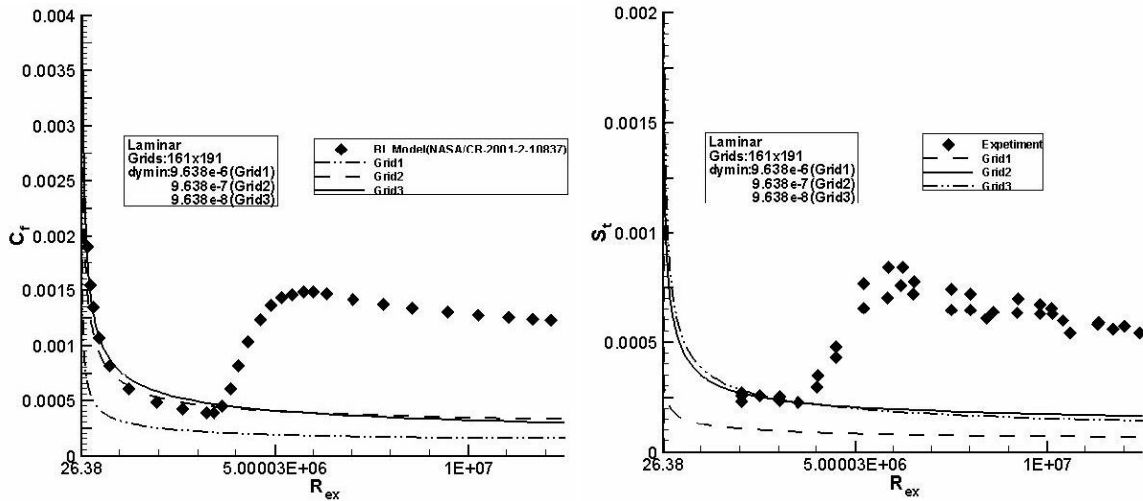 0.004
0.0035
0.003
0.0025
0.002
0.0015
0.001
0.0005
0
Cf
Laminar
Grids:161x191
dymin:9.638e-6(Grid1)
9.638e-7(Grid2)
9.638e-8(Grid3)
BL Model(NASA/CR-2001-2-10837)
Grid1
Grid2
Grid3
26.38
5.00003E+06
1E+07
Rex
0.002
0.0015
0.001
0.0005
0
St
Laminar
Grids:161x191
dymin:9.638e-6(Grid1)
9.638e-7(Grid2)
9.638e-8(Grid3)
Expetiment
Grid1
Grid2
Grid3
26.38
5.00003E+06
1E+07
Rex